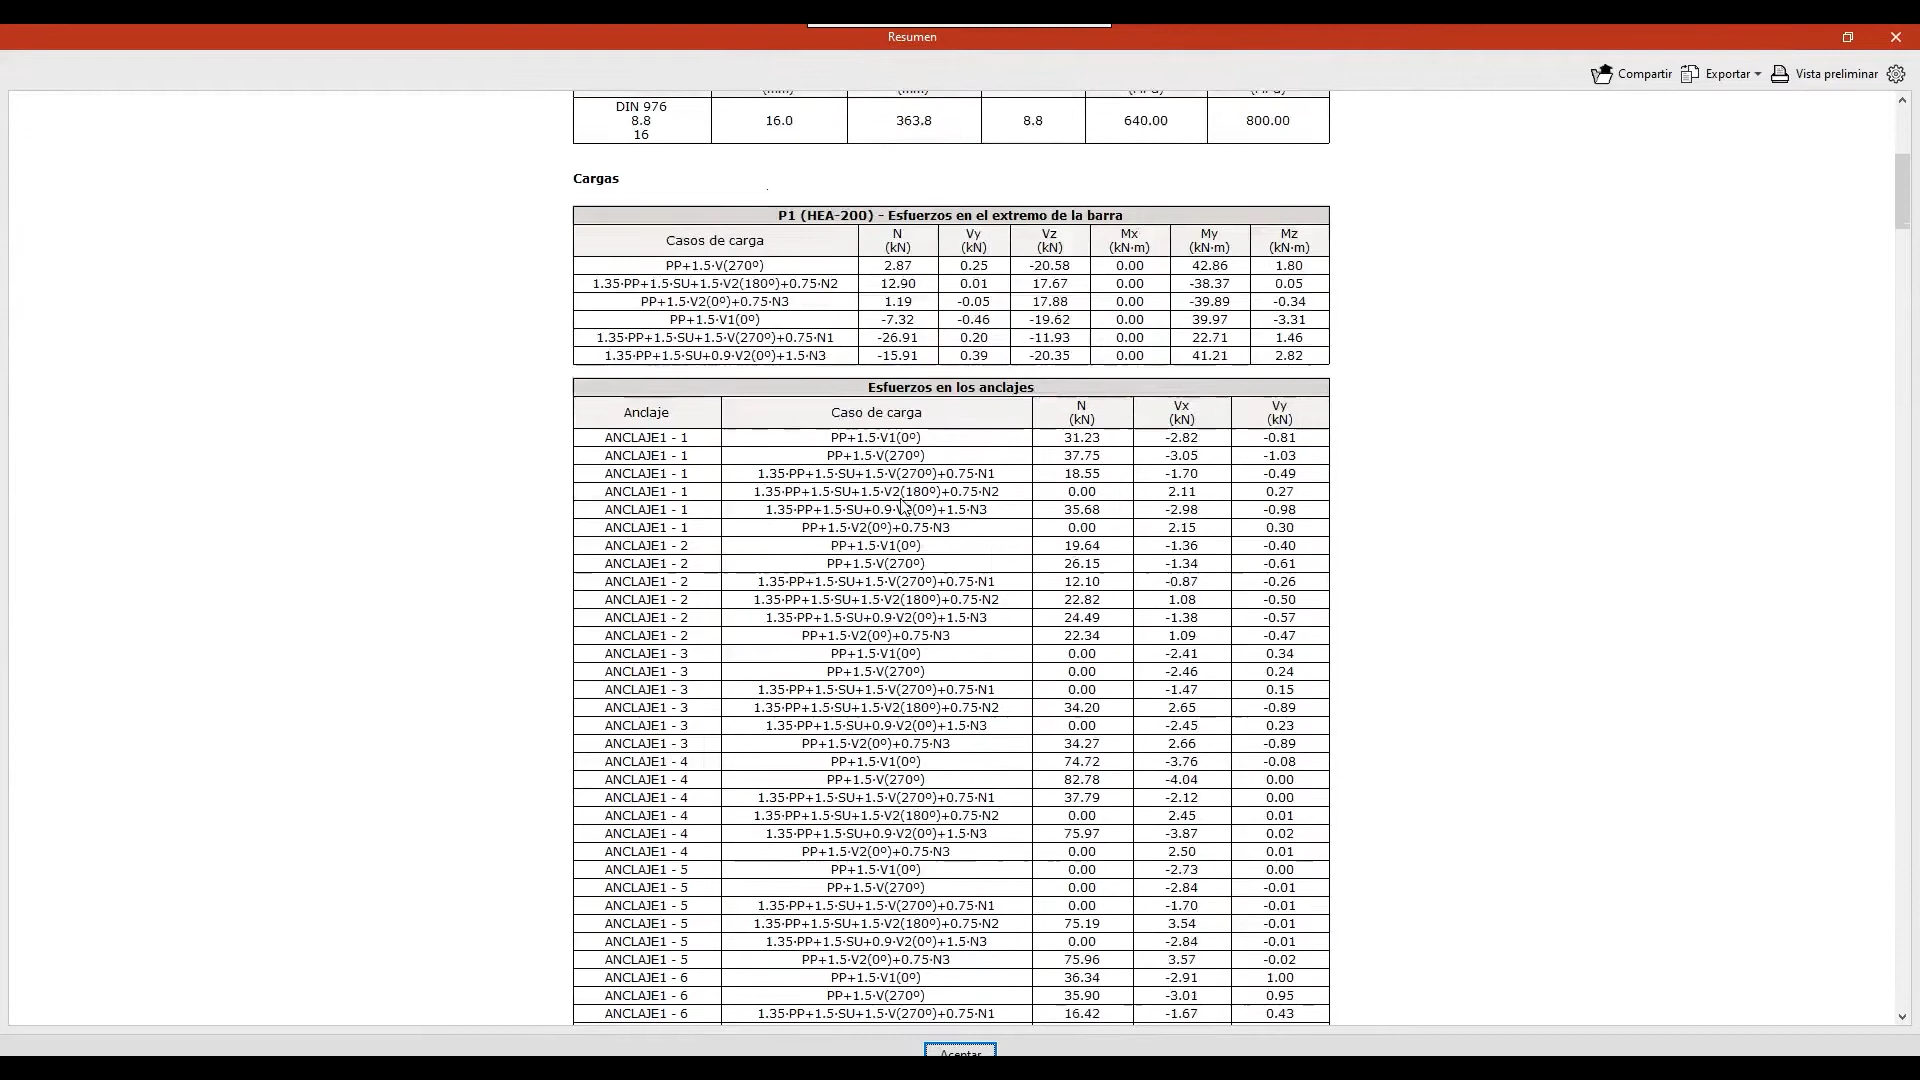 Resumen
Compartir Exportar Vista preliminar
(mm) (mm) (MPa) (MPa)
DIN 976
8.8
16
16.0 363.8 8.8 640.00 800.00
Cargas
P1 (HEA-200) - Esfuerzos en el extremo de la barra
Casos de carga N (kN) Vy (kN) Vz (kN) Mx (kN·m) My (kN·m) Mz (kN·m)
PP+1.5·V(270º) 2.87 0.25 -20.58 0.00 42.86 1.80
1.35·PP+1.5·SU+1.5·V2(180º)+0.75·N2 12.90 0.01 17.67 0.00 -38.37 0.05
PP+1.5·V2(0º)+0.75·N3 1.19 -0.05 17.88 0.00 -39.89 -0.34
PP+1.5·V1(0º) -7.32 -0.46 -19.62 0.00 39.97 -3.31
1.35·PP+1.5·SU+1.5·V(270º)+0.75·N1 -26.91 0.20 -11.93 0.00 22.71 1.46
1.35·PP+1.5·SU+0.9·V2(0º)+1.5·N3 -15.91 0.39 -20.35 0.00 41.21 2.82
Esfuerzos en los anclajes
Anclaje Caso de carga N (kN) Vx (kN) Vy (kN)
ANCLAJE1 - 1 PP+1.5·V1(0º) 31.23 -2.82 -0.81
ANCLAJE1 - 1 PP+1.5·V(270º) 37.75 -3.05 -1.03
ANCLAJE1 - 1 1.35·PP+1.5·SU+1.5·V(270º)+0.75·N1 18.55 -1.70 -0.49
ANCLAJE1 - 1 1.35·PP+1.5·SU+1.5·V2(180º)+0.75·N2 0.00 2.11 0.27
ANCLAJE1 - 1 1.35·PP+1.5·SU+0.9·V2(0º)+1.5·N3 35.68 -2.98 -0.98
ANCLAJE1 - 1 PP+1.5·V2(0º)+0.75·N3 0.00 2.15 0.30
ANCLAJE1 - 2 PP+1.5·V1(0º) 19.64 -1.36 -0.40
ANCLAJE1 - 2 PP+1.5·V(270º) 26.15 -1.34 -0.61
ANCLAJE1 - 2 1.35·PP+1.5·SU+1.5·V(270º)+0.75·N1 12.10 -0.87 -0.26
ANCLAJE1 - 2 1.35·PP+1.5·SU+1.5·V2(180º)+0.75·N2 22.82 1.08 -0.50
ANCLAJE1 - 2 1.35·PP+1.5·SU+0.9·V2(0º)+1.5·N3 24.49 -1.38 -0.57
ANCLAJE1 - 2 PP+1.5·V2(0º)+0.75·N3 22.34 1.09 -0.47
ANCLAJE1 - 3 PP+1.5·V1(0º) 0.00 -2.41 0.34
ANCLAJE1 - 3 PP+1.5·V(270º) 0.00 -2.46 0.24
ANCLAJE1 - 3 1.35·PP+1.5·SU+1.5·V(270º)+0.75·N1 0.00 -1.47 0.15
ANCLAJE1 - 3 1.35·PP+1.5·SU+1.5·V2(180º)+0.75·N2 34.20 2.65 -0.89
ANCLAJE1 - 3 1.35·PP+1.5·SU+0.9·V2(0º)+1.5·N3 0.00 -2.45 0.23
ANCLAJE1 - 3 PP+1.5·V2(0º)+0.75·N3 34.27 2.66 -0.89
ANCLAJE1 - 4 PP+1.5·V1(0º) 74.72 -3.76 -0.08
ANCLAJE1 - 4 PP+1.5·V(270º) 82.78 -4.04 0.00
ANCLAJE1 - 4 1.35·PP+1.5·SU+1.5·V(270º)+0.75·N1 37.79 -2.12 0.00
ANCLAJE1 - 4 1.35·PP+1.5·SU+1.5·V2(180º)+0.75·N2 0.00 2.45 0.01
ANCLAJE1 - 4 1.35·PP+1.5·SU+0.9·V2(0º)+1.5·N3 75.97 -3.87 0.02
ANCLAJE1 - 4 PP+1.5·V2(0º)+0.75·N3 0.00 2.50 0.01
ANCLAJE1 - 5 PP+1.5·V1(0º) 0.00 -2.73 0.00
ANCLAJE1 - 5 PP+1.5·V(270º) 0.00 -2.84 -0.01
ANCLAJE1 - 5 1.35·PP+1.5·SU+1.5·V(270º)+0.75·N1 0.00 -1.70 -0.01
ANCLAJE1 - 5 1.35·PP+1.5·SU+1.5·V2(180º)+0.75·N2 75.19 3.54 -0.01
ANCLAJE1 - 5 1.35·PP+1.5·SU+0.9·V2(0º)+1.5·N3 0.00 -2.84 -0.01
ANCLAJE1 - 5 PP+1.5·V2(0º)+0.75·N3 75.96 3.57 -0.02
ANCLAJE1 - 6 PP+1.5·V1(0º) 36.34 -2.91 1.00
ANCLAJE1 - 6 PP+1.5·V(270º) 35.90 -3.01 0.95
ANCLAJE1 - 6 1.35·PP+1.5·SU+1.5·V(270º)+0.75·N1 16.42 -1.67 0.43
Aceptar